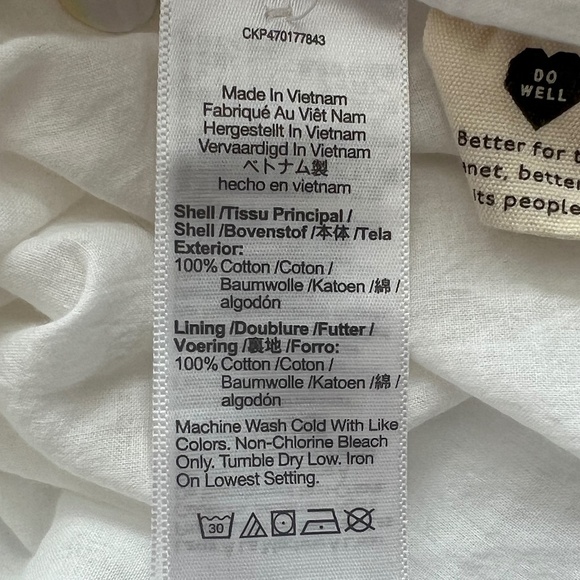 CKP470177843
Made In Vietnam
Fabriqué Au Viêt Nam
Hergestellt In Vietnam
Vervaardigd In Vietnam
ベトナム製
hecho en vietnam
Shell /Tissu Principal /
Shell /Bovenstof /本体 /Tela
Exterior:
100% Cotton /Coton /
Baumwolle /Katoen /綿 /
algodón
Lining /Doublure /Futter /
Voering /裏地 /Forro:
100% Cotton /Coton /
Baumwolle /Katoen /綿 /
algodón
Machine Wash Cold With Like
Colors. Non-Chlorine Bleach
Only. Tumble Dry Low. Iron
On Lowest Setting.
30
DO
WELL
Better for
better
its people